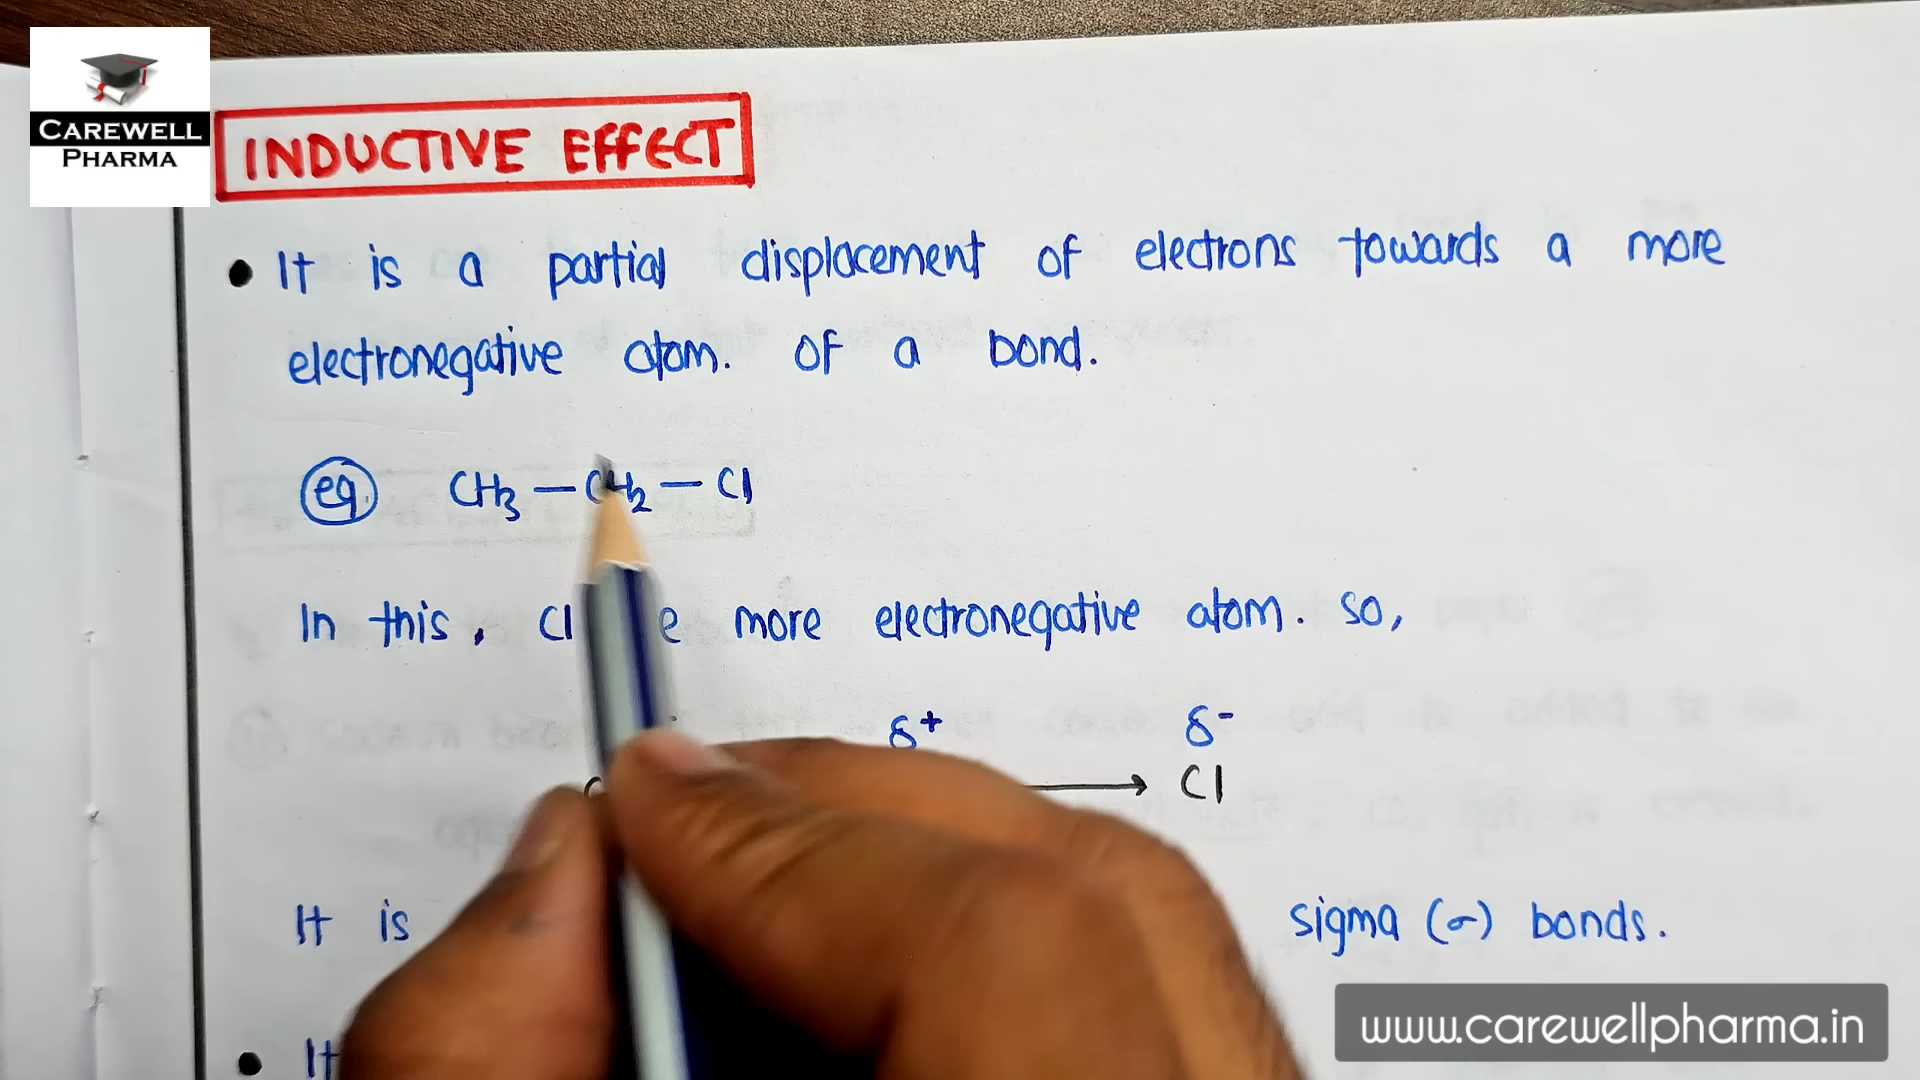 CAREWELL
PHARMA
INDUCTIVE EFFECT
• It is a partial displacement of electrons towards a more
electronegative atom. of a bond.
eg. CH3 — CH2 — Cl
In this, Cl more electronegative atom. so,
δ+ δ-
Cl
It is sigma (σ) bonds.
• It
www.carewellpharma.in